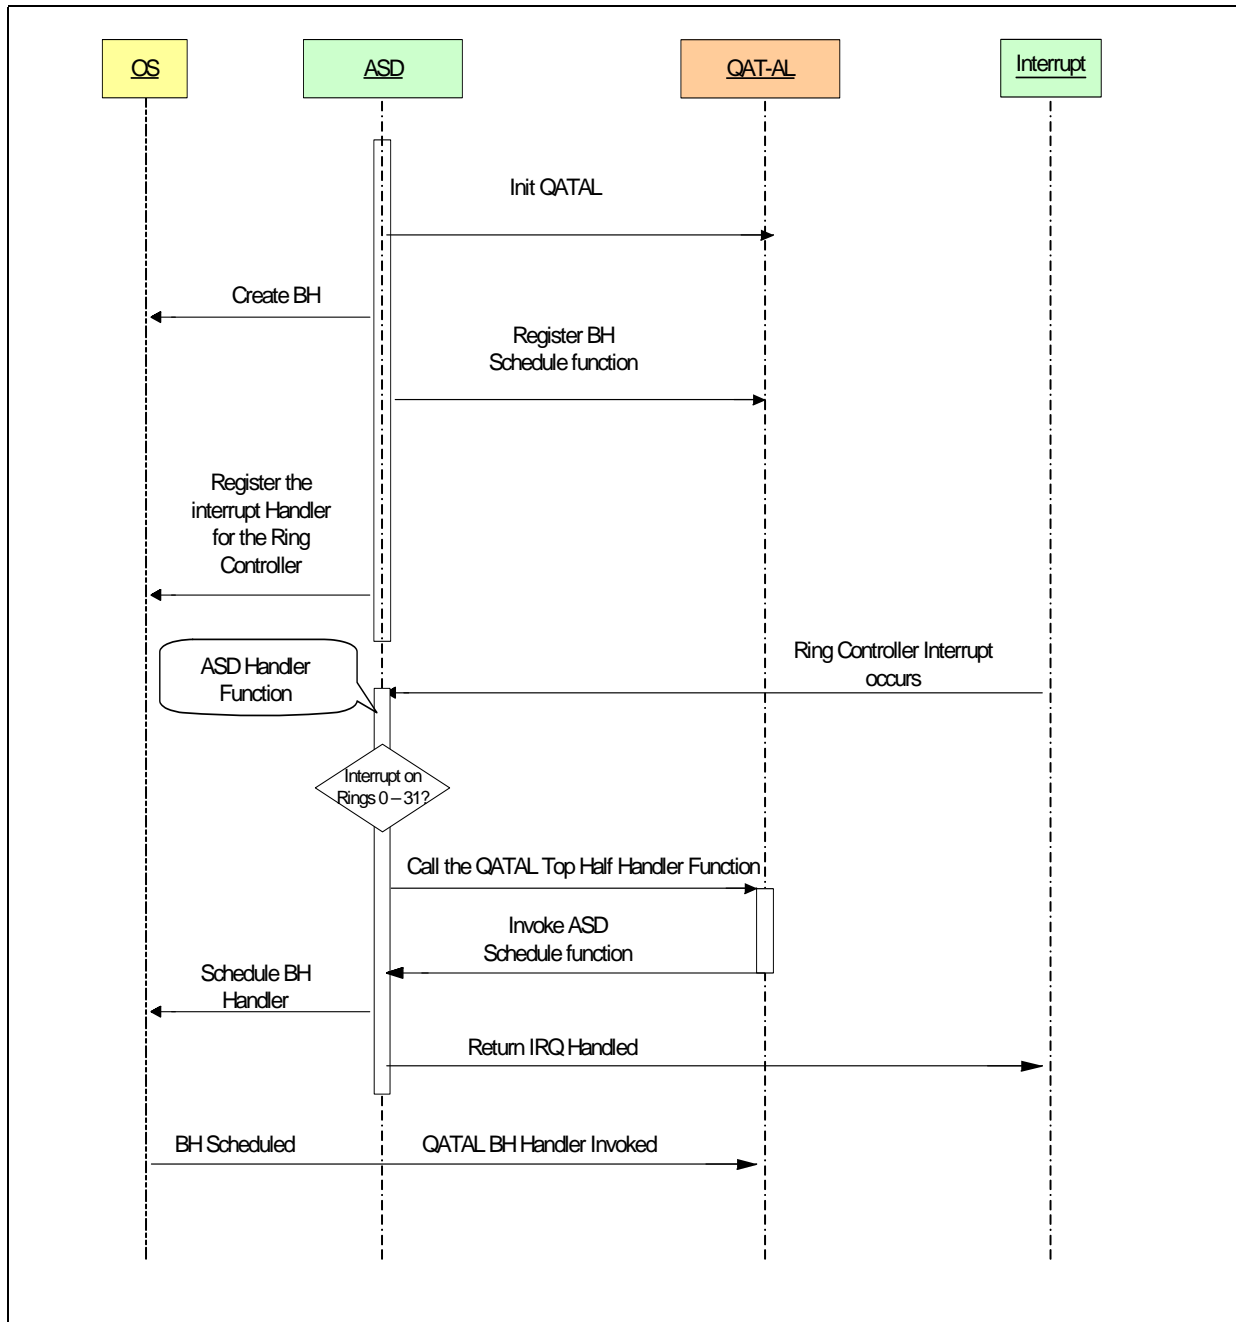 OS
ASD
QAT-AL
Interrupt
Init QATAL
Create BH
Register BH
Schedule function
Register the
interrupt Handler
for the Ring
Controller
Ring Controller Interrupt
occurs
ASD Handler
Function
Interrupt on
Rings 0 – 31?
Call the QATAL Top Half Handler Function
Invoke ASD
Schedule function
Schedule BH
Handler
Return IRQ Handled
BH Scheduled
QATAL BH Handler Invoked